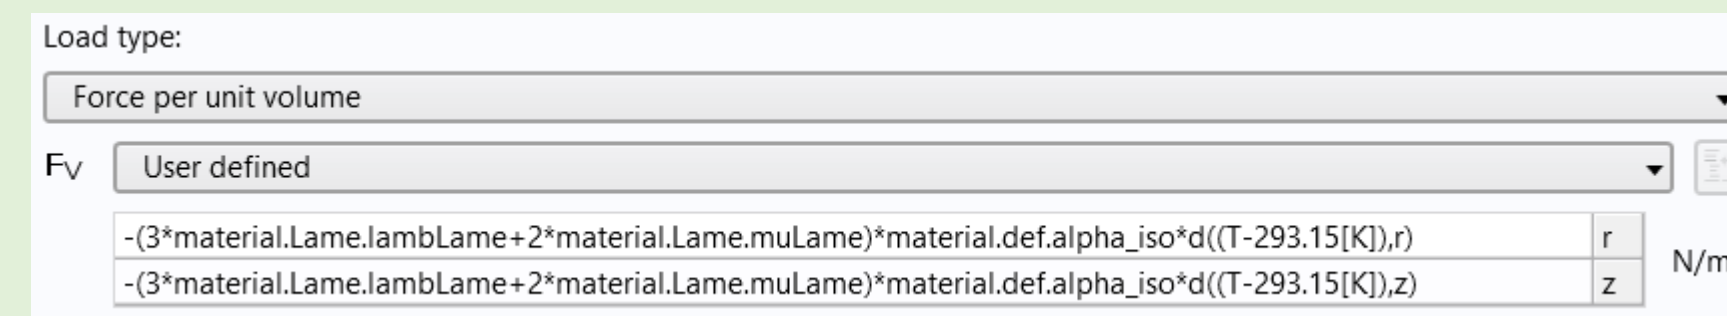 Load type:
Force per unit volume
Fv User defined
-(3*material.Lame.lambLame+2*material.Lame.muLame)*material.def.alpha_iso*d((T-293.15[K]),r) r
-(3*material.Lame.lambLame+2*material.Lame.muLame)*material.def.alpha_iso*d((T-293.15[K]),z) z
N/m